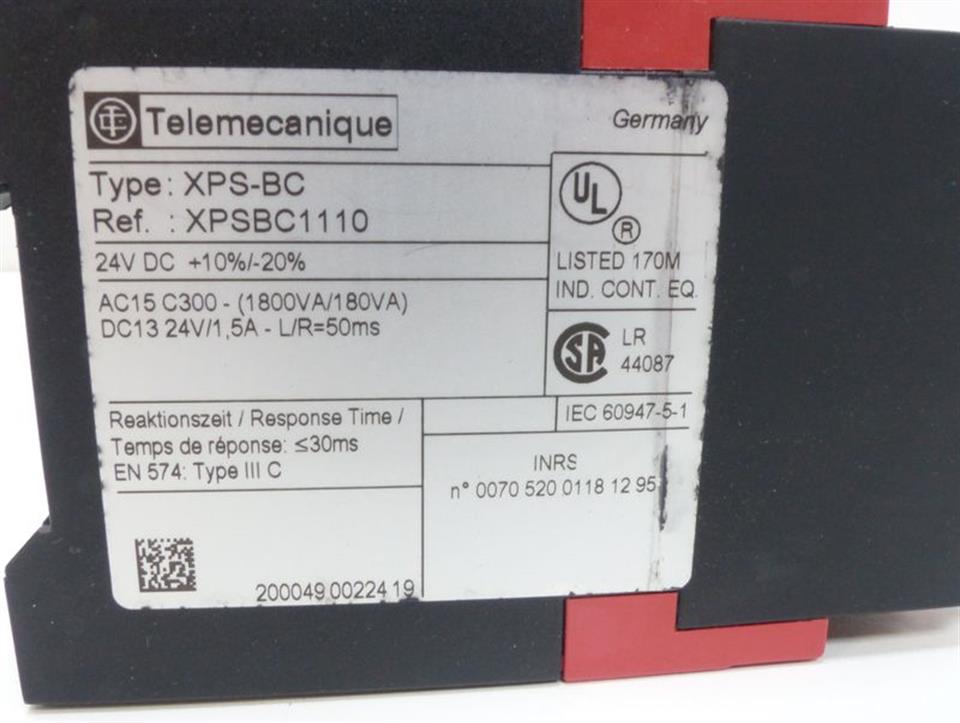 Telemecanique
Germany
Type: XPS-BC
Ref. : XPSBC1110
24V DC +10%/-20%
AC15 C300 - (1800VA/180VA)
DC13 24V/1,5A - L/R=50ms
UL
R
LISTED 170M
IND. CONT. EQ.
SA
LR
44087
Reaktionszeit / Response Time /
Temps de réponse: ≤30ms
EN 574: Type III C
IEC 60947-5-1
INRS
n° 0070 520 0118 12 95
200049 00224 19